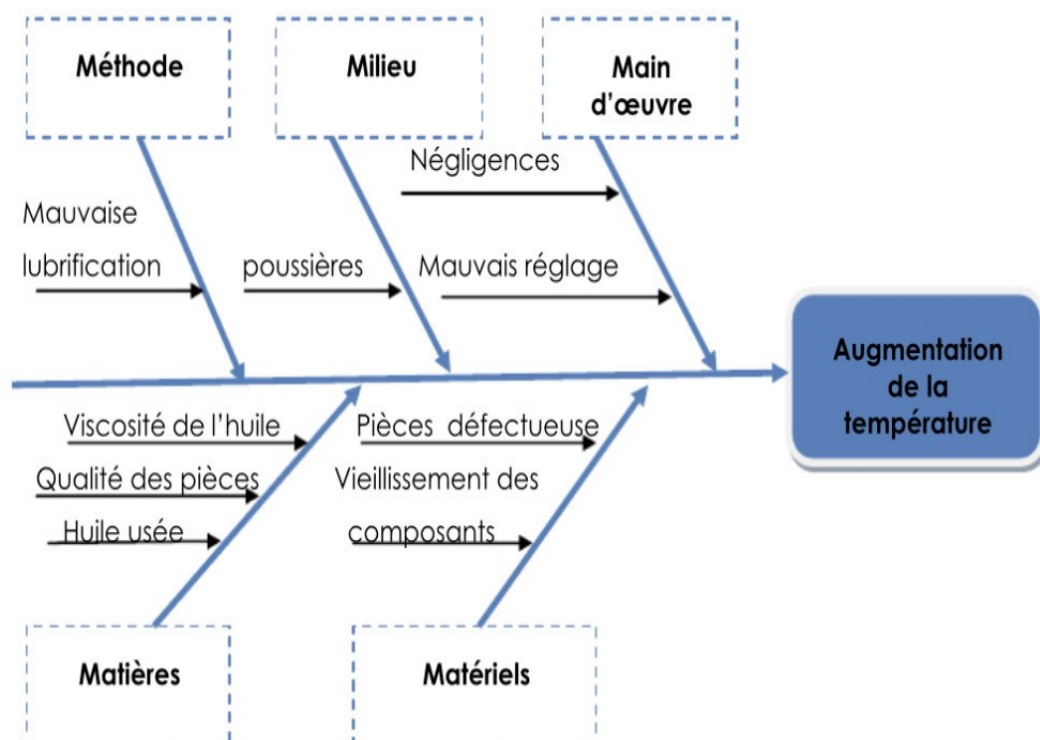 Méthode
Milieu
Main
d'œuvre
Négligences
Mauvaise
lubrification
poussières
Mauvais réglage
Augmentation
de la
température
Viscosité de l'huile
Qualité des pièces
Huile usée
Pièces défectueuse
Vieillissement des
composants
Matières
Matériels